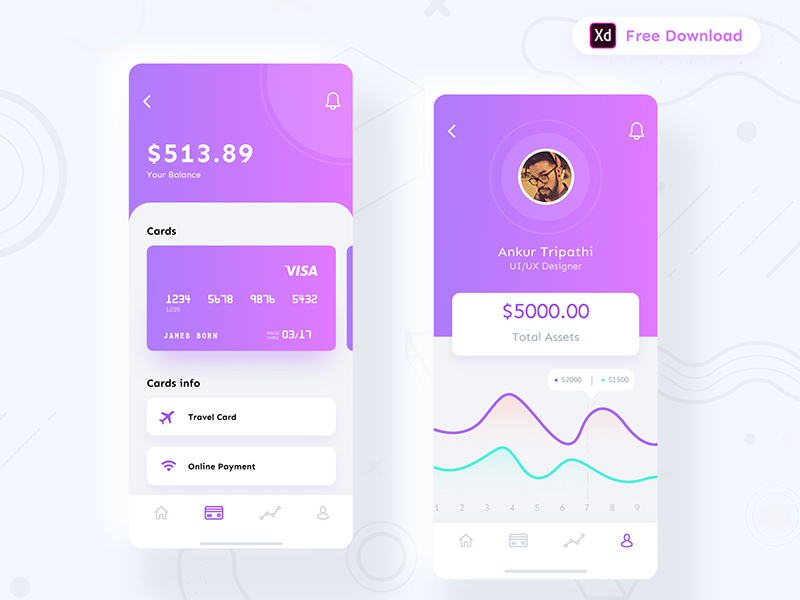 Xd Free Download
$513.89
Your Balance
Cards
VISA
1234 5678 9876 5432
1234
JAMES BORN
03/17
Cards info
Travel Card
Online Payment
Ankur Tripathi
UI/UX Designer
$5000.00
Total Assets
$2000 | $1500
1 2 3 4 5 6 7 8 9